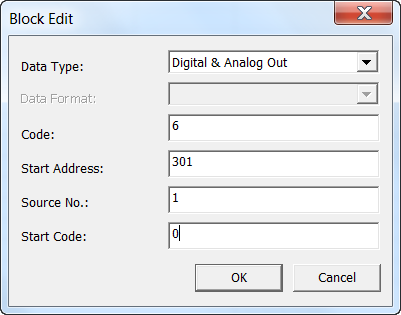 Block Edit
Data Type: Digital & Analog Out
Data Format:
Code: 6
Start Address: 301
Source No.: 1
Start Code: 0
OK Cancel